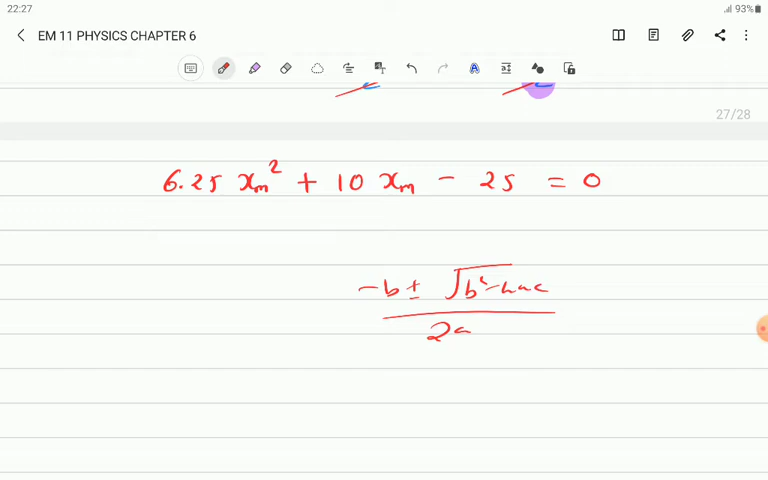 22:27 93%
EM 11 PHYSICS CHAPTER 6
27/28
6.25 xm² + 10 xm - 25 = 0
-b ± √b²-4ac
2a